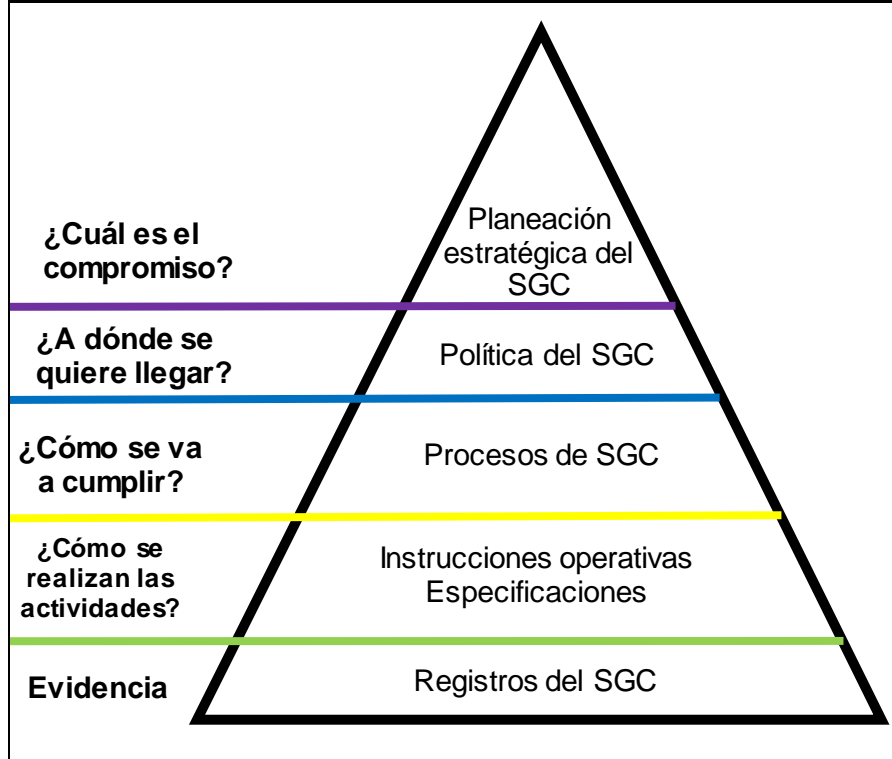 ¿Cuál es el
compromiso?
Planeación
estratégica del
SGC
¿A dónde se
quiere llegar?
Política del SGC
¿Cómo se va
a cumplir?
Procesos de SGC
¿Cómo se
realizan las
actividades?
Instrucciones operativas
Especificaciones
Evidencia
Registros del SGC